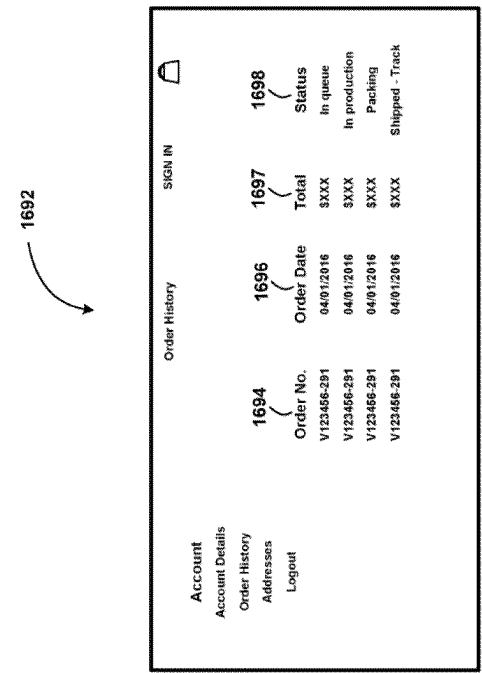 1692
Order History SIGN IN
Account
Account Details
Order History
Addresses
Logout
1694 1696 1697 1698
Order No. Order Date Total Status
V123456-291 04/01/2016 $XXX In queue
V123456-291 04/01/2016 $XXX In production
V123456-291 04/01/2016 $XXX Packing
V123456-291 04/01/2016 $XXX Shipped - Track